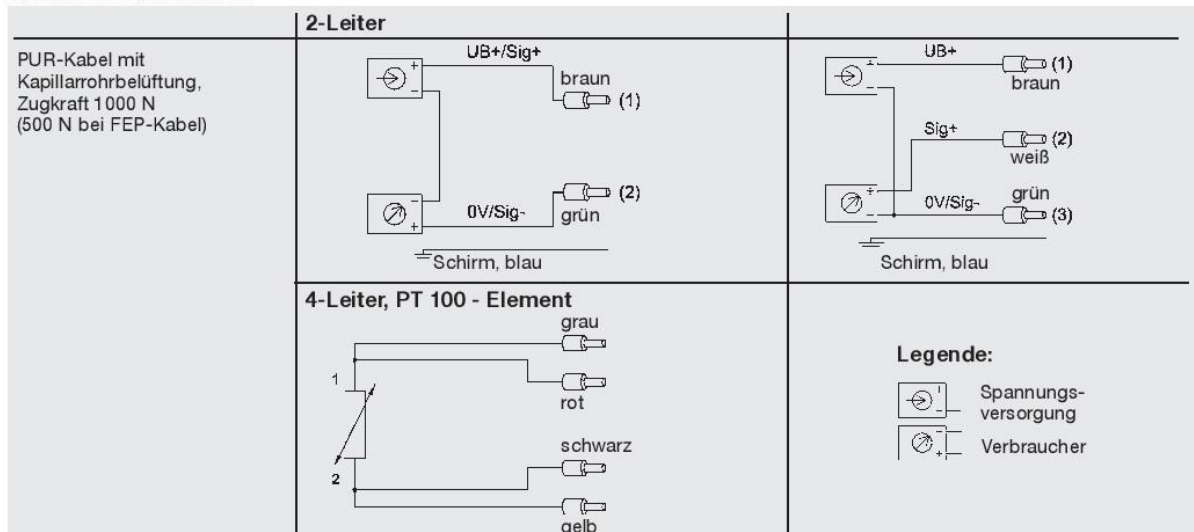 2-Leiter
PUR-Kabel mit
Kapillarrohrbelüftung,
Zugkraft 1000 N
(500 N bei FEP-Kabel)
UB+/Sig+
braun
(1)
(2)
0V/Sig-
grün
Schirm, blau
UB+
(1)
braun
Sig+
(2)
weiß
grün
0V/Sig-
(3)
Schirm, blau
4-Leiter, PT 100 - Element
grau
1
rot
schwarz
2
gelb
Legende:
Spannungs-
versorgung
Verbraucher